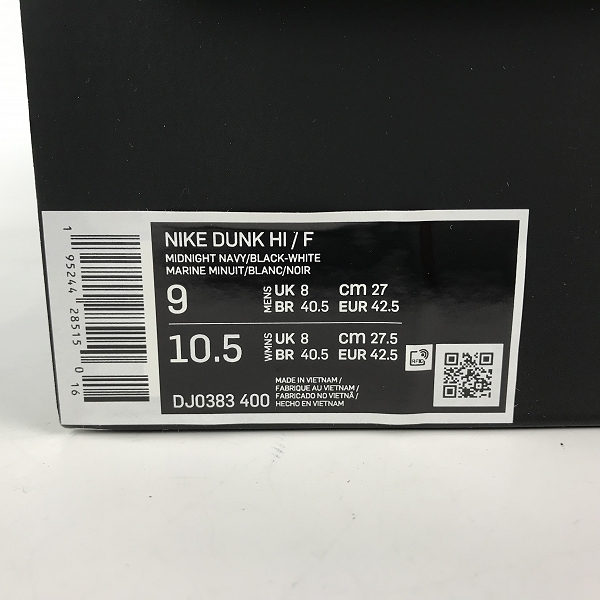 1 95244 28515 0 16
NIKE DUNK HI / F
MIDNIGHT NAVY/BLACK-WHITE
MARINE MINUIT/BLANC/NOIR
9 MENS UK 8 cm 27
BR 40.5 EUR 42.5
10.5 WMNS UK 8 cm 27.5
BR 40.5 EUR 42.5
MADE IN VIETNAM /
FABRIQUE AU VIETNAM /
FABRICADO NO VIETNÃ /
HECHO EN VIETNAM
DJ0383 400
RFID